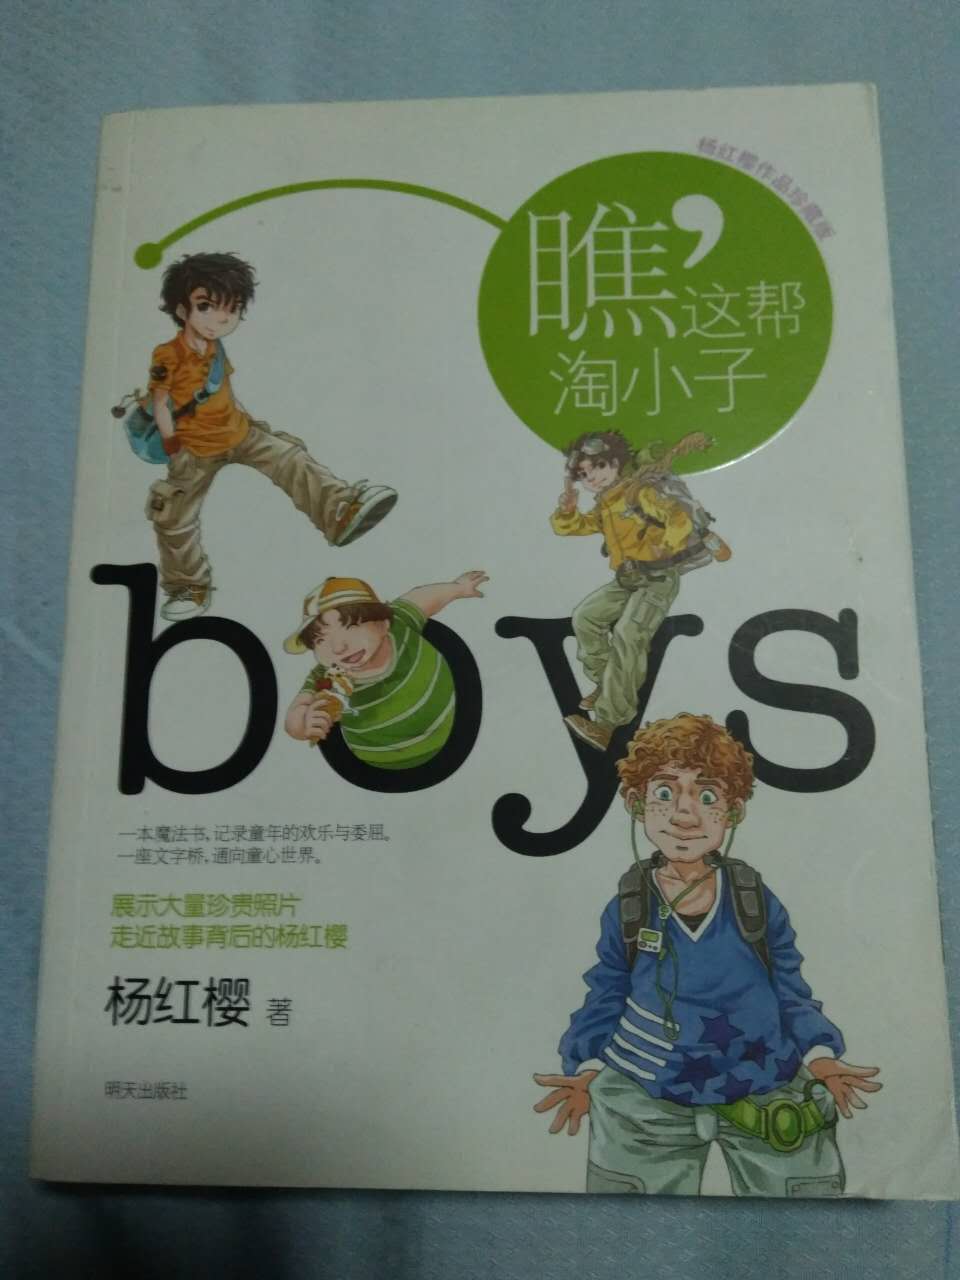 杨红樱作品珍藏版
瞧，这帮
淘小子
boys
一本魔法书，记录童年的欢乐与委屈。
一座文字桥，通向童心世界。
展示大量珍贵照片
走近故事背后的杨红樱
杨红樱 著
明天出版社